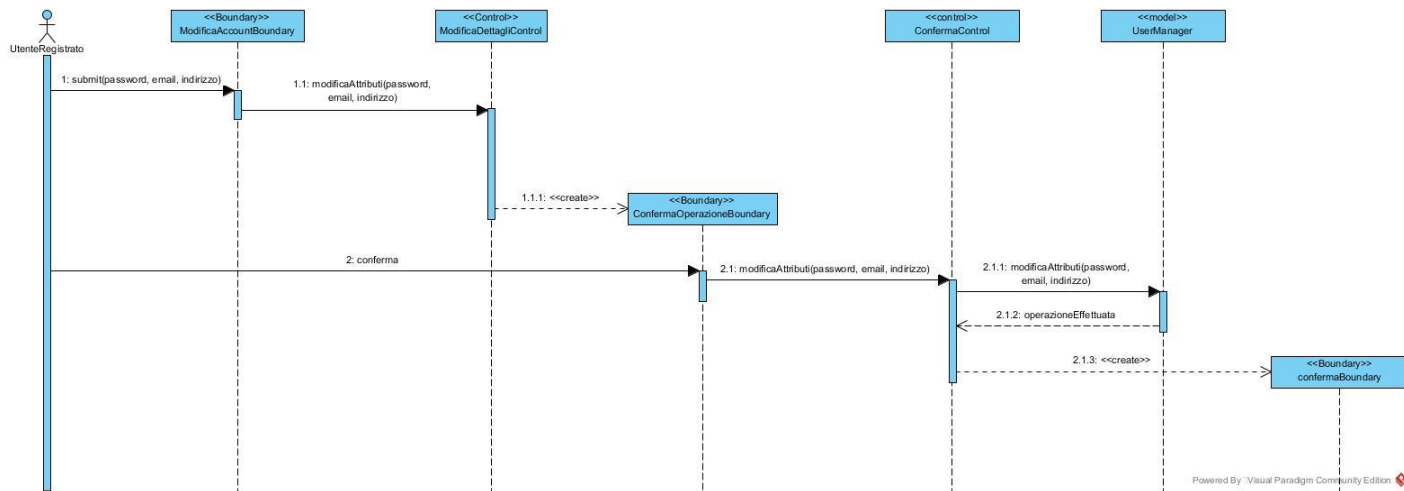 <<Boundary>>
ModificaAccountBoundary
<<Control>>
ModificaDettagliControl
<<control>>
ConfermaControl
<<model>>
UserManager
UtenteRegistrato
1: submit(password, email, indirizzo)
1.1: modificaAttributi(password,
email, indirizzo)
1.1.1: <<create>>
<<Boundary>>
ConfermaOperazioneBoundary
2: conferma
2.1: modificaAttributi(password, email, indirizzo)
2.1.1: modificaAttributi(password,
email, indirizzo)
2.1.2: operazioneEffettuata
2.1.3: <<create>>
<<Boundary>>
confermaBoundary
Powered By Visual Paradigm Community Edition